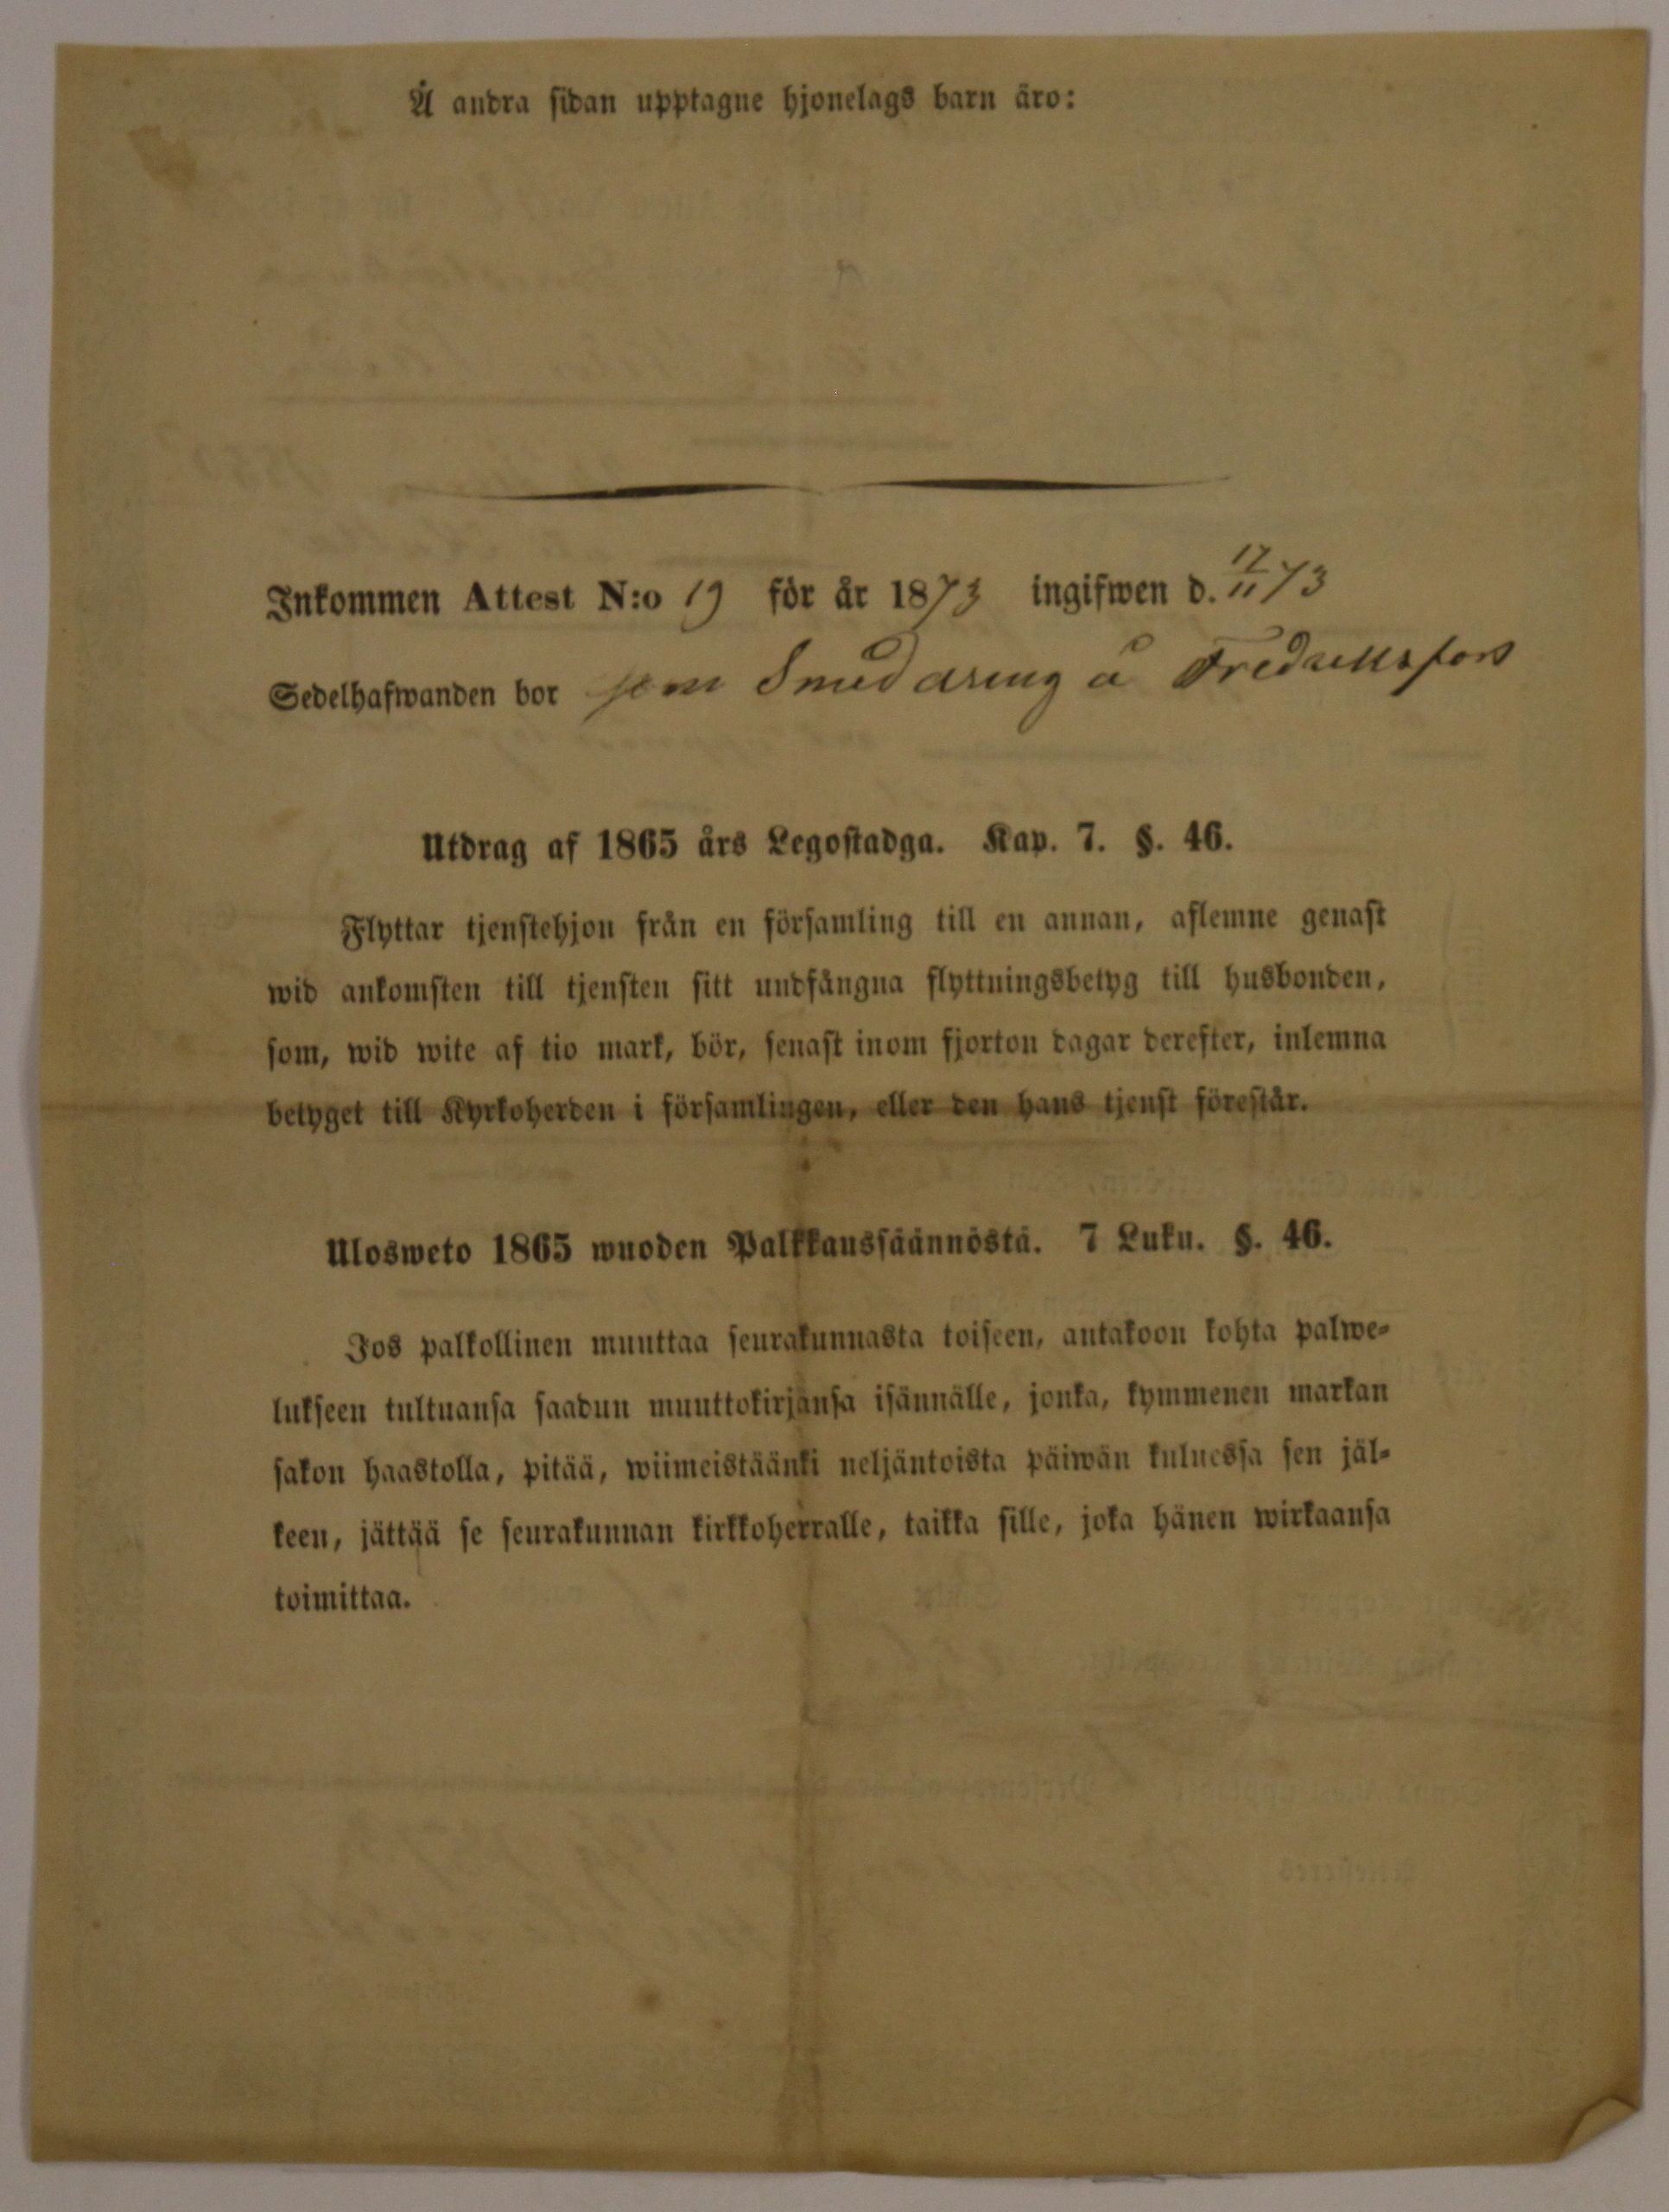 Å andra sidan upptagne hjonelags barn äro:
Inkommen Attest N:o 19 för år 1873 ingifwen d. 17/11 73
Sedelhafwanden bor som Smeddräng å Fredriksfors
Utdrag af 1865 års Legostadga. Kap. 7. §. 46.
Flyttar tjenstehjon från en församling till en annan, aflemne genast
wid ankomsten till tjensten sitt undfångna flyttningsbetyg till husbonden,
som, wid wite af tio mark, bör, senast inom fjorton dagar derefter, inlemna
betyget till Kyrkoherden i församlingen, eller den hans tjenst förestår.
Ulosweto 1865 wuoden Palkkaussäännöstä. 7 Luku. §. 46.
Jos palkollinen muuttaa seurakunnasta toiseen, antakoon kohta palwe-
lukseen tultuansa saadun muuttokirjansa isännälle, jonka, kymmenen markan
sakon haastolla, pitää, wiimeistäänki neljäntoista päiwän kuluessa sen jäl-
keen, jättää se seurakunnan kirkkoherralle, taikka sille, joka hänen wirkaansa
toimittaa.